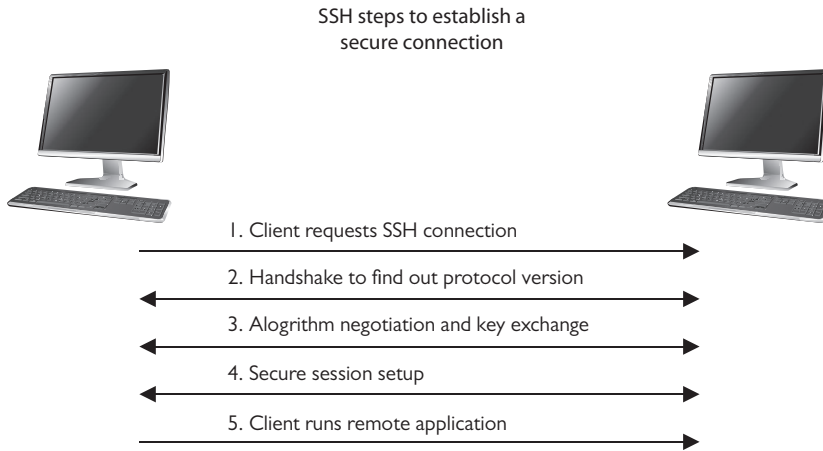 SSH steps to establish a
secure connection
1. Client requests SSH connection
2. Handshake to find out protocol version
3. Alogrithm negotiation and key exchange
4. Secure session setup
5. Client runs remote application